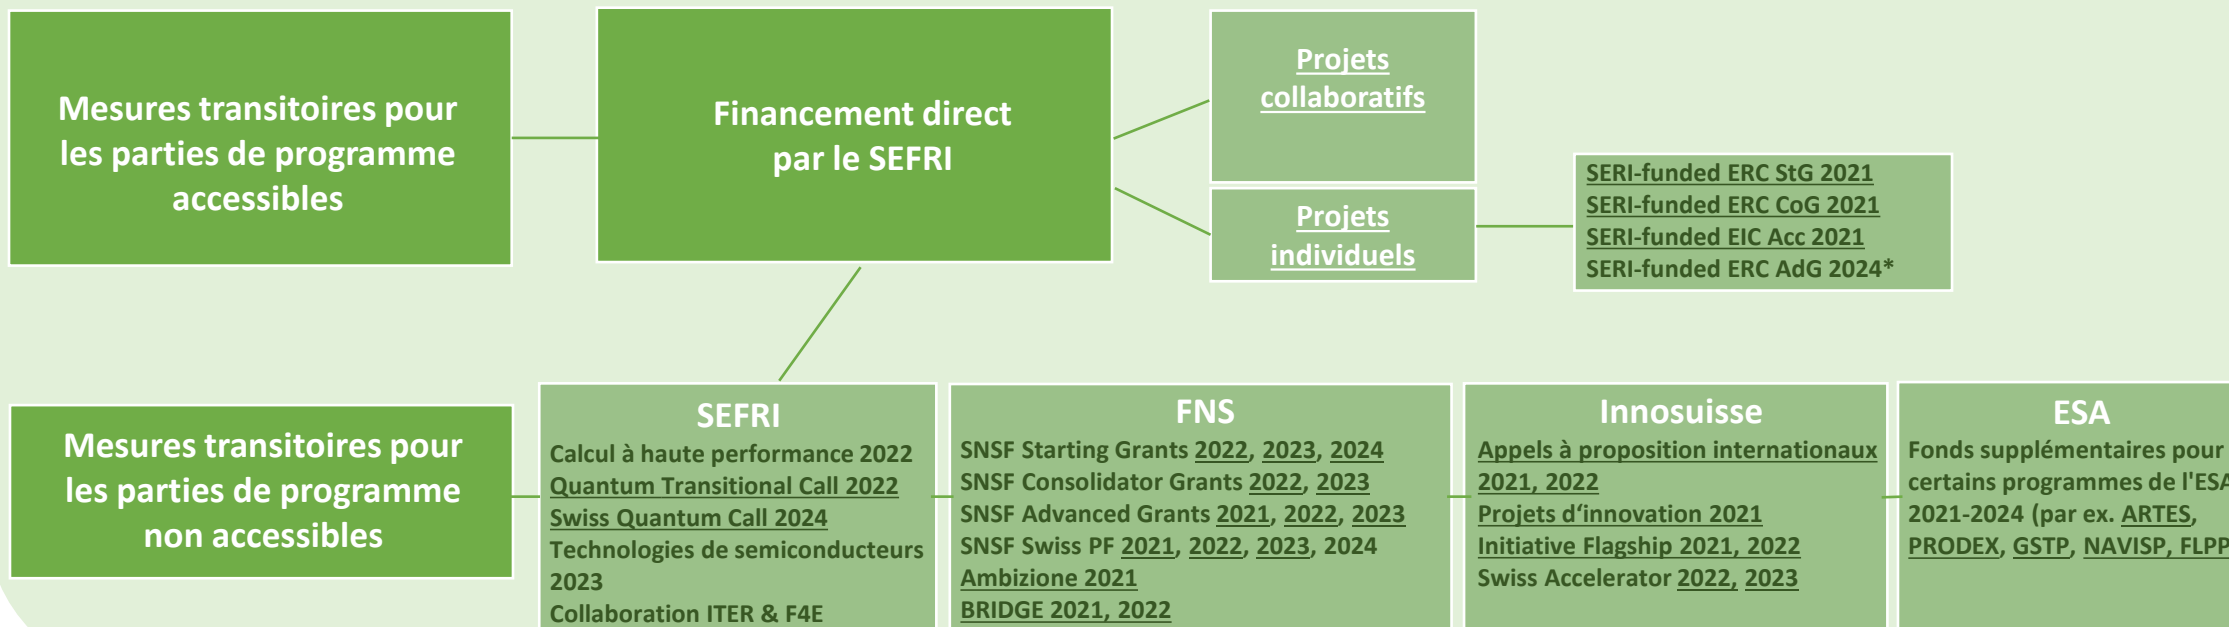 Mesures transitoires pour
les parties de programme
accessibles
Financement direct
par le SEFRI
Projets
collaboratifs
Projets
individuels
SERI-funded ERC StG 2021
SERI-funded ERC CoG 2021
SERI-funded EIC Acc 2021
SERI-funded ERC AdG 2024*
Mesures transitoires pour
les parties de programme
non accessibles
SEFRI
Calcul à haute performance 2022
Quantum Transitional Call 2022
Swiss Quantum Call 2024
Technologies de semiconducteurs
2023
Collaboration ITER & F4E
FNS
SNSF Starting Grants 2022, 2023, 2024
SNSF Consolidator Grants 2022, 2023
SNSF Advanced Grants 2021, 2022, 2023
SNSF Swiss PF 2021, 2022, 2023, 2024
Ambizione 2021
BRIDGE 2021, 2022
Innosuisse
Appels à proposition internationaux
2021, 2022
Projets d‘innovation 2021
Initiative Flagship 2021, 2022
Swiss Accelerator 2022, 2023
ESA
Fonds supplémentaires pour
certains programmes de l'ESA
2021-2024 (par ex. ARTES,
PRODEX, GSTP, NAVISP, FLPP